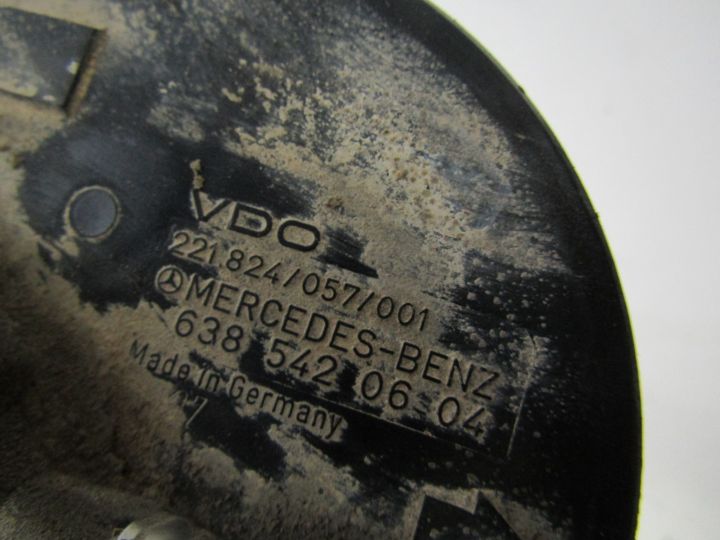 VDO
221 824/057/001
MERCEDES-BENZ
638 542 06 04
Made in Germany